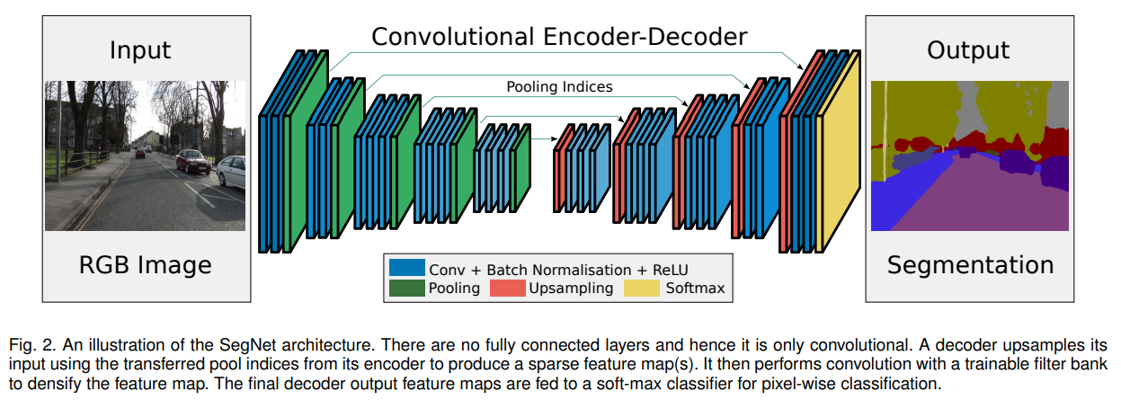 Input
RGB Image
Convolutional Encoder-Decoder
Pooling Indices
Conv + Batch Normalisation + ReLU
Pooling Upsampling Softmax
Output
Segmentation
Fig. 2. An illustration of the SegNet architecture. There are no fully connected layers and hence it is only convolutional. A decoder upsamples its
input using the transferred pool indices from its encoder to produce a sparse feature map(s). It then performs convolution with a trainable filter bank
to densify the feature map. The final decoder output feature maps are fed to a soft-max classifier for pixel-wise classification.